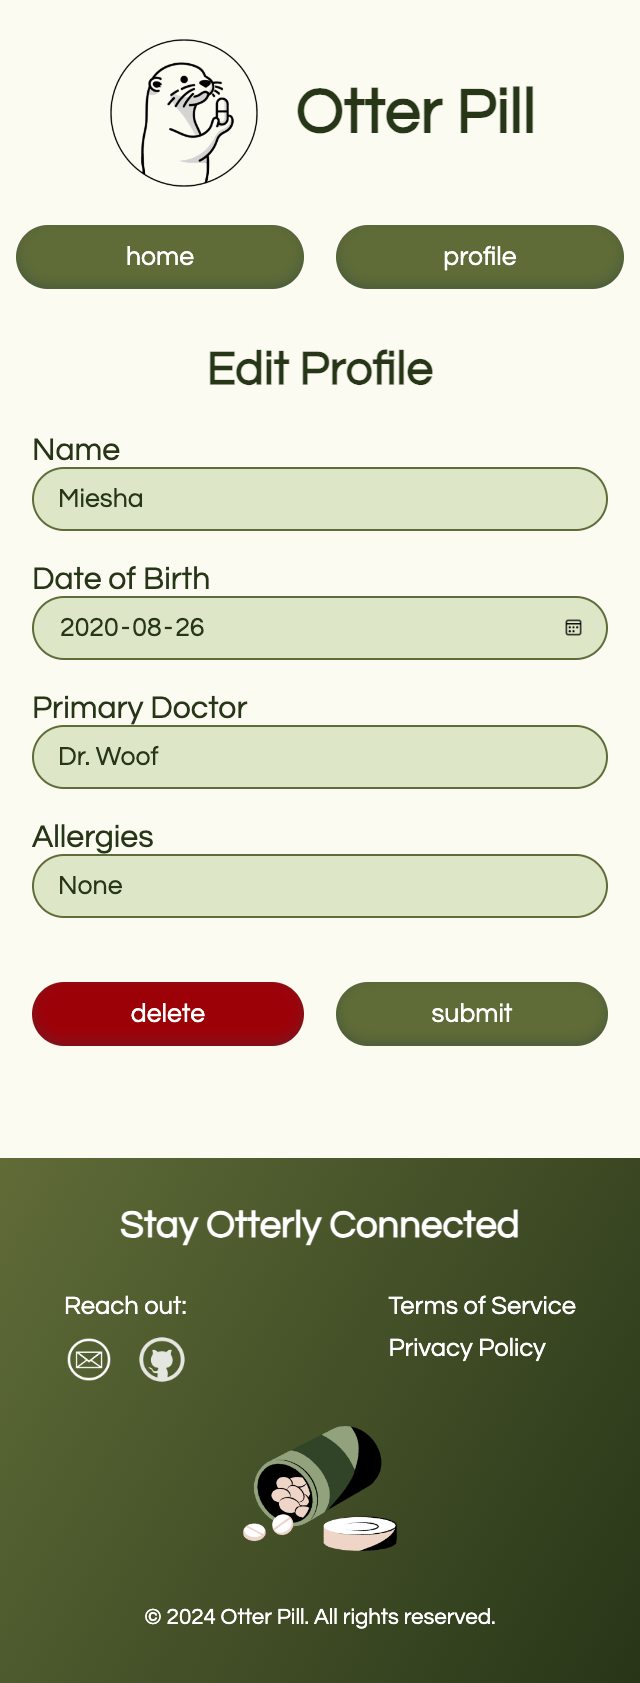 Otter Pill
home
profile
Edit Profile
Name
Miesha
Date of Birth
2020-08-26
Primary Doctor
Dr. Woof
Allergies
None
delete
submit
Stay Otterly Connected
Reach out:
Terms of Service
Privacy Policy
© 2024 Otter Pill. All rights reserved.